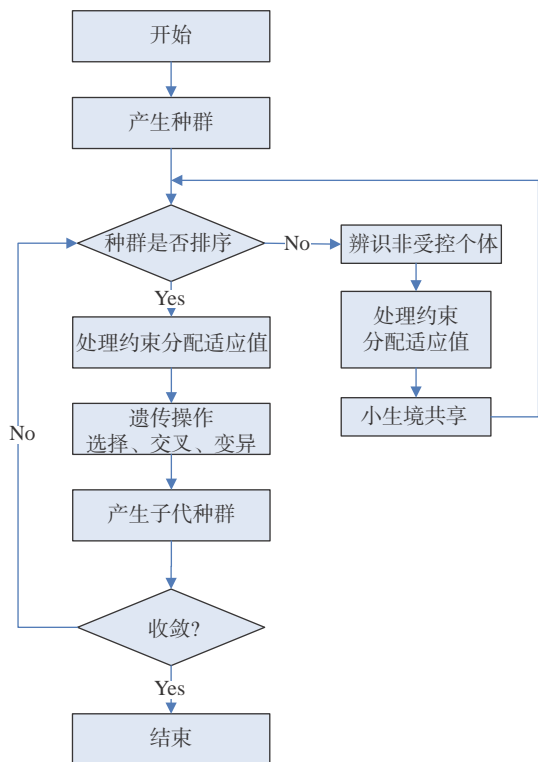 开始
产生种群
种群是否排序
No
辨识非受控个体
Yes
处理约束
分配适应值
处理约束分配适应值
小生境共享
遗传操作
选择、交叉、变异
No
产生子代种群
收敛?
Yes
结束